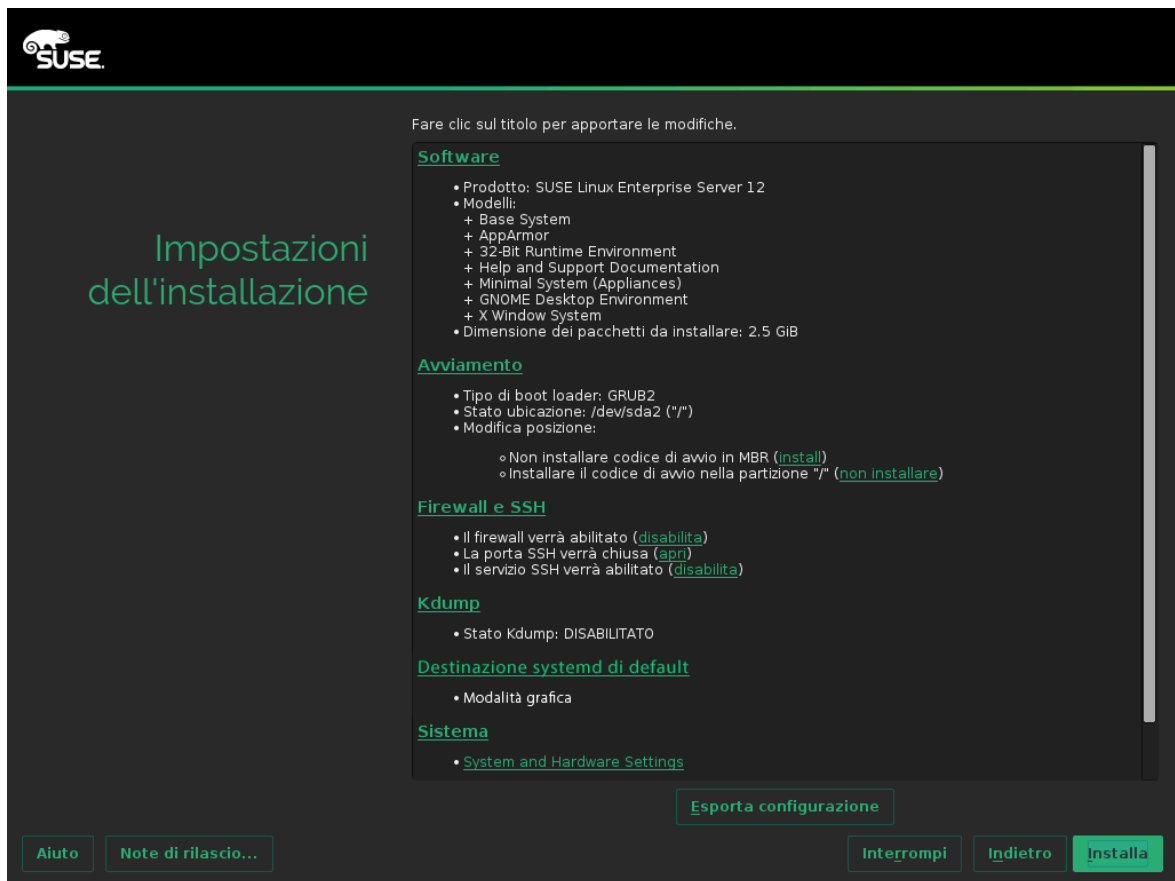 SUSE.
Fare clic sul titolo per apportare le modifiche.
Impostazioni
dell'installazione
Software
• Prodotto: SUSE Linux Enterprise Server 12
• Modelli:
+ Base System
+ AppArmor
+ 32-Bit Runtime Environment
+ Help and Support Documentation
+ Minimal System (Appliances)
+ GNOME Desktop Environment
+ X Window System
• Dimensione dei pacchetti da installare: 2.5 GiB
Avviamento
• Tipo di boot loader: GRUB2
• Stato ubicazione: /dev/sda2 ("/")
• Modifica posizione:
◦ Non installare codice di avvio in MBR (install)
◦ Installare il codice di avvio nella partizione "/" (non installare)
Firewall e SSH
• Il firewall verrà abilitato (disabilita)
• La porta SSH verrà chiusa (apri)
• Il servizio SSH verrà abilitato (disabilita)
Kdump
• Stato Kdump: DISABILITATO
Destinazione systemd di default
• Modalità grafica
Sistema
• System and Hardware Settings
Esporta configurazione
Aiuto
Note di rilascio...
Interrompi
Indietro
Installa